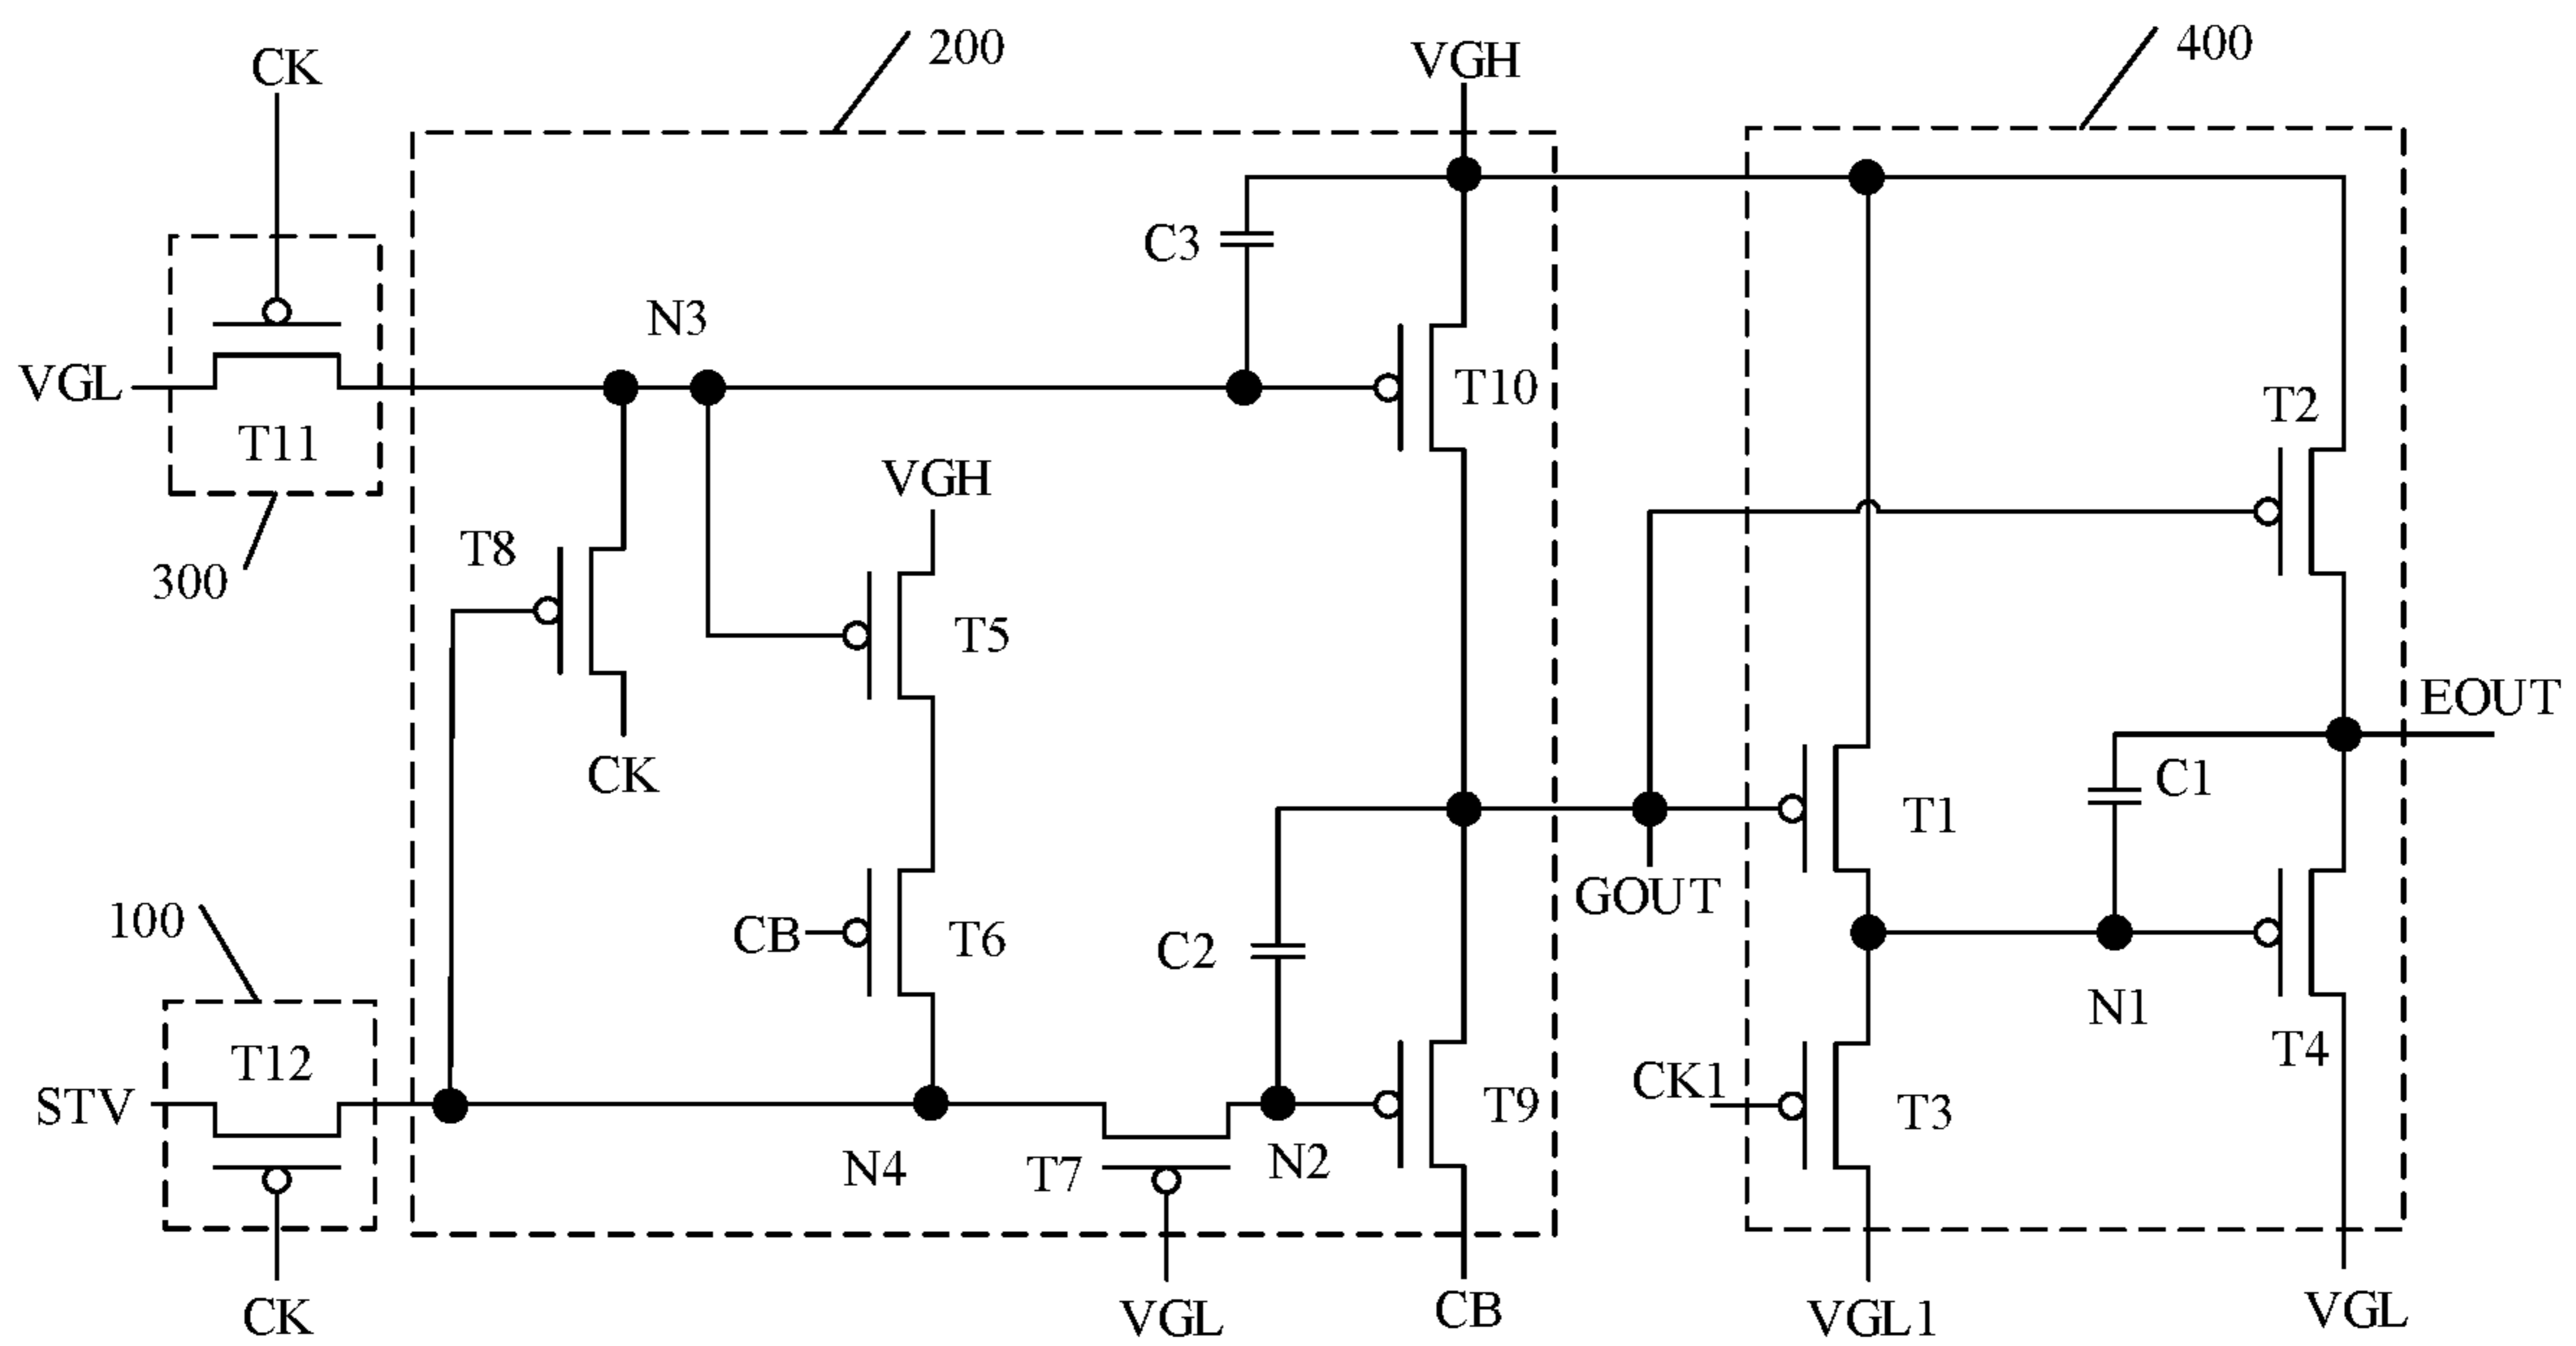 200
400
CK
VGH
C3
N3
VGL
T10
T2
T11
VGH
T8
300
T5
EOUT
CK
C1
T1
GOUT
100
CB
T6
C2
N1
T12
T4
CK1
STV
T9
T3
N4
T7
N2
CK
VGL
CB
VGL1
VGL